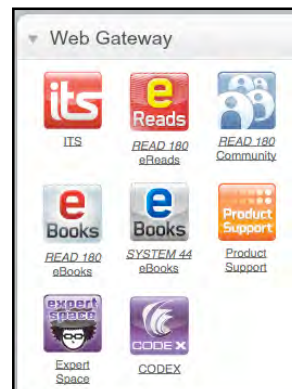 Web Gateway
its
e
Reads
ITS
READ 180
eReads
READ 180
Community
e
Books
e
Books
Product
Support
READ 180
eBooks
SYSTEM 44
eBooks
Product
Support
expert
space
CODEX
Expert
Space
CODEX